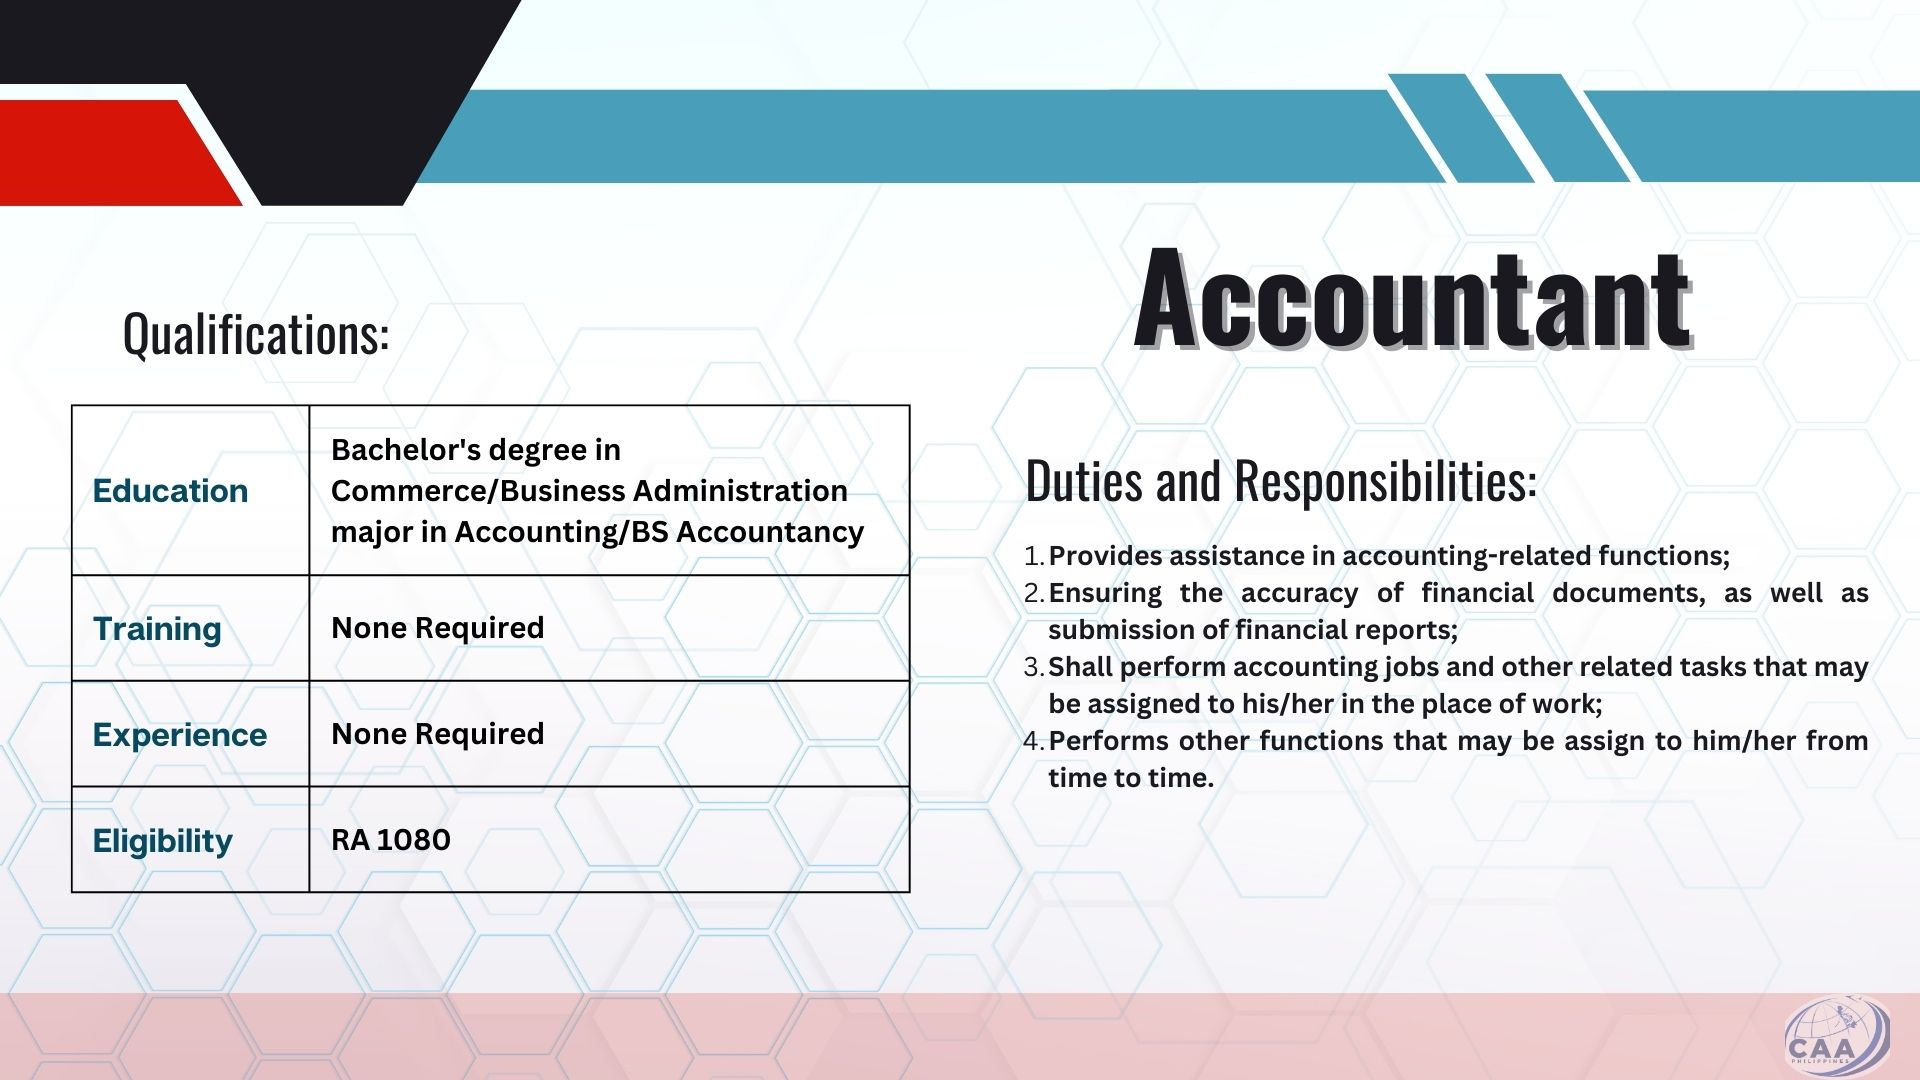 Accountant
Qualifications:
Education
Bachelor's degree in
Commerce/Business Administration
major in Accounting/BS Accountancy
Training
None Required
Experience
None Required
Eligibility
RA 1080
Duties and Responsibilities:
1. Provides assistance in accounting-related functions;
2. Ensuring the accuracy of financial documents, as well as
submission of financial reports;
3. Shall perform accounting jobs and other related tasks that may
be assigned to his/her in the place of work;
4. Performs other functions that may be assign to him/her from
time to time.
CAA
PHILIPPINES